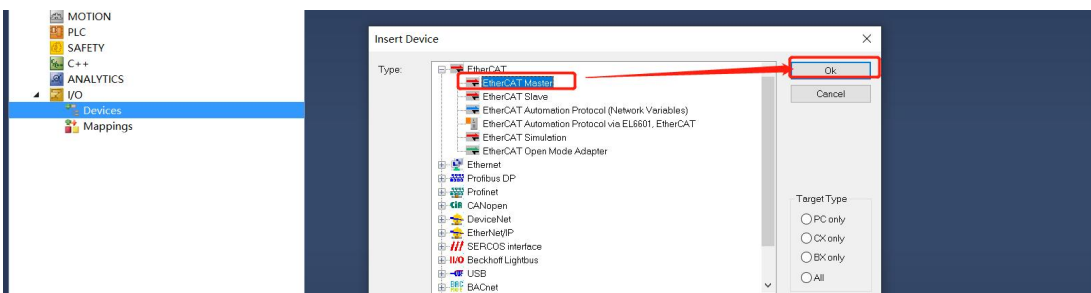 MOTION
PLC
SAFETY
C++
ANALYTICS
I/O
Devices
Mappings
Insert Device
Type:
EtherCAT
EtherCAT Master
EtherCAT Slave
EtherCAT Automation Protocol (Network Variables)
EtherCAT Automation Protocol via EL6601, EtherCAT
EtherCAT Simulation
EtherCAT Open Mode Adapter
Ethernet
Profibus DP
Profinet
CANopen
DeviceNet
EtherNet/IP
SERCOS interface
Beckhoff Lightbus
USB
BACnet
Ok
Cancel
Target Type
PC only
CX only
BX only
All